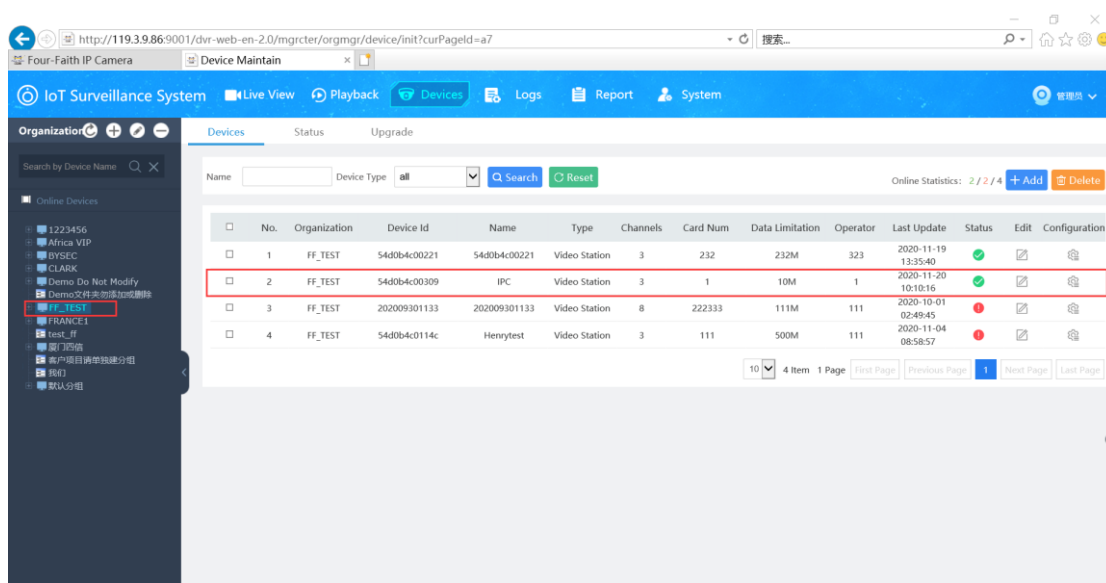 http://119.3.9.86:9001/dvr-web-en-2.0/mgrcter/orgmgr/device/init?curPageId=a7
搜索...
Four-Faith IP Camera
Device Maintain
IoT Surveillance System Live View Playback Devices Logs Report System 管理员
Organization
Devices Status Upgrade
Search by Device Name
Name Device Type all Search Reset Online Statistics: 2 / 2 / 4 + Add Delete
Online Devices
1223456
Africa VIP
BYSEC
CLARK
Demo Do Not Modify
Demo文件夹勿添加或删除
FF_TEST
FRANCE1
test_ff
厦门四信
客户项目请单独建分组
我们
默认分组
No. Organization Device Id Name Type Channels Card Num Data Limitation Operator Last Update Status Edit Configuration
1 FF_TEST 54d0b4c00221 54d0b4c00221 Video Station 3 232 232M 323 2020-11-19 13:35:40
2 FF_TEST 54d0b4c00309 IPC Video Station 3 1 10M 1 2020-11-20 10:10:16
3 FF_TEST 202009301133 202009301133 Video Station 8 222333 111M 111 2020-10-01 02:49:45
4 FF_TEST 54d0b4c0114c Henrytest Video Station 3 111 500M 111 2020-11-04 08:58:57
10 4 Item 1 Page First Page Previous Page 1 Next Page Last Page